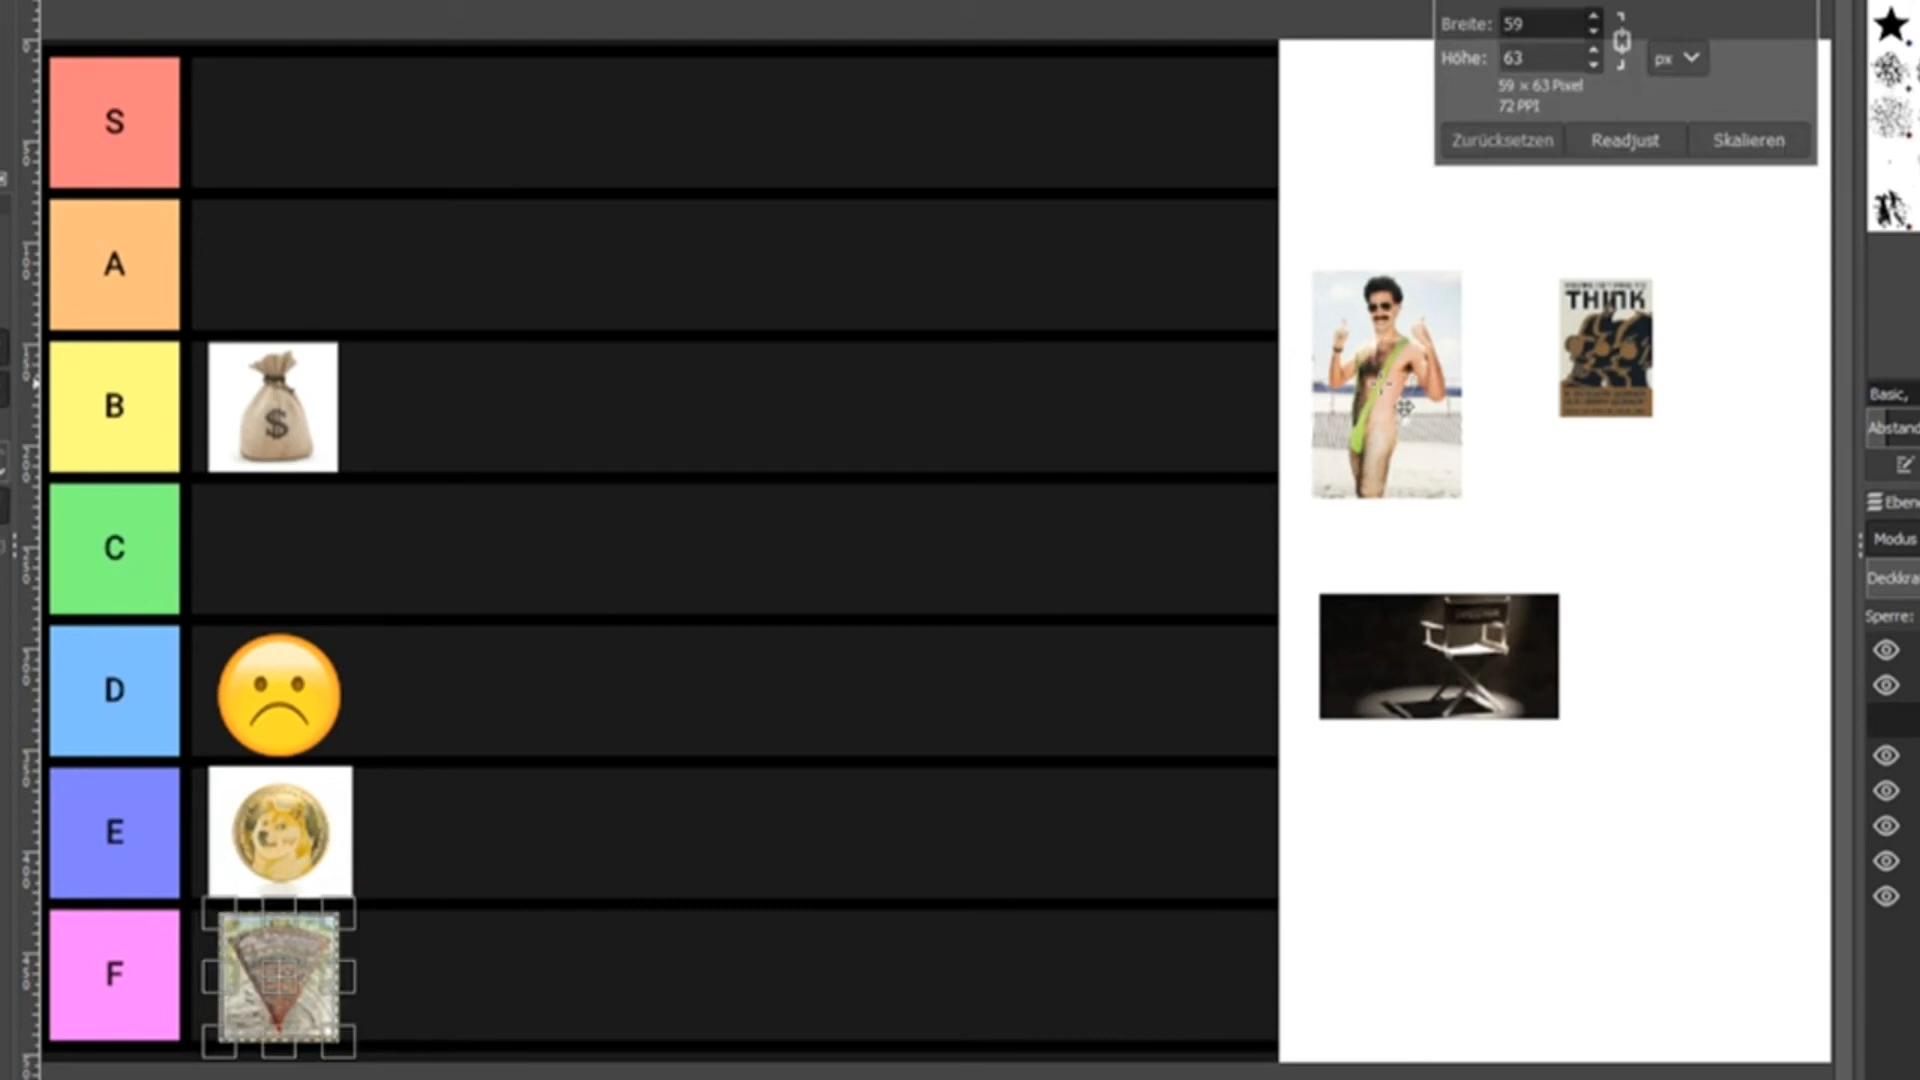 Breite: 59
Höhe: 63
px
59 × 63 Pixel
72 PPI
Zurücksetzen
Readjust
Skalieren
S
A
B
$
C
D
E
F
THINK
Basic,
Abstand
Eben
Modus
Deckkra
Sperre: